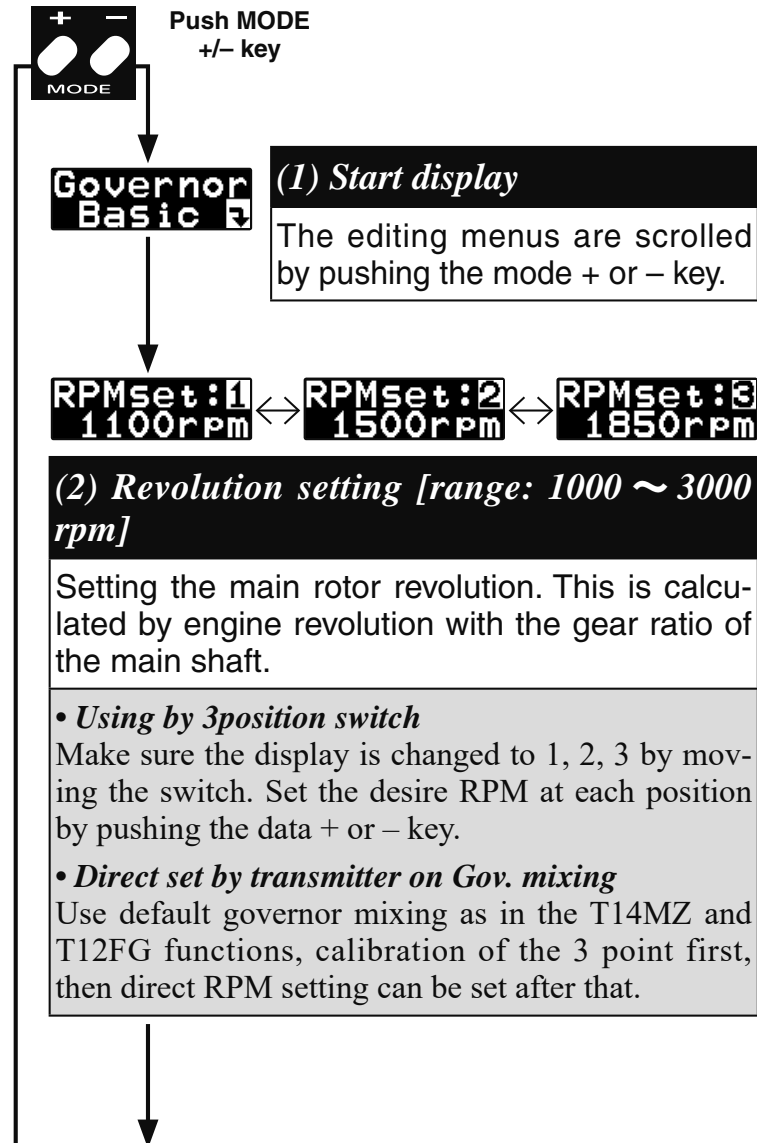 + –
MODE
Push MODE
+/– key
Governor
Basic
(1) Start display
The editing menus are scrolled
by pushing the mode + or – key.
RPMset:1
1100rpm
RPMset:2
1500rpm
RPMset:3
1850rpm
(2) Revolution setting [range: 1000 ～ 3000
rpm]
Setting the main rotor revolution. This is calcu-
lated by engine revolution with the gear ratio of
the main shaft.
• Using by 3position switch
Make sure the display is changed to 1, 2, 3 by mov-
ing the switch. Set the desire RPM at each position
by pushing the data + or – key.
• Direct set by transmitter on Gov. mixing
Use default governor mixing as in the T14MZ and
T12FG functions, calibration of the 3 point first,
then direct RPM setting can be set after that.